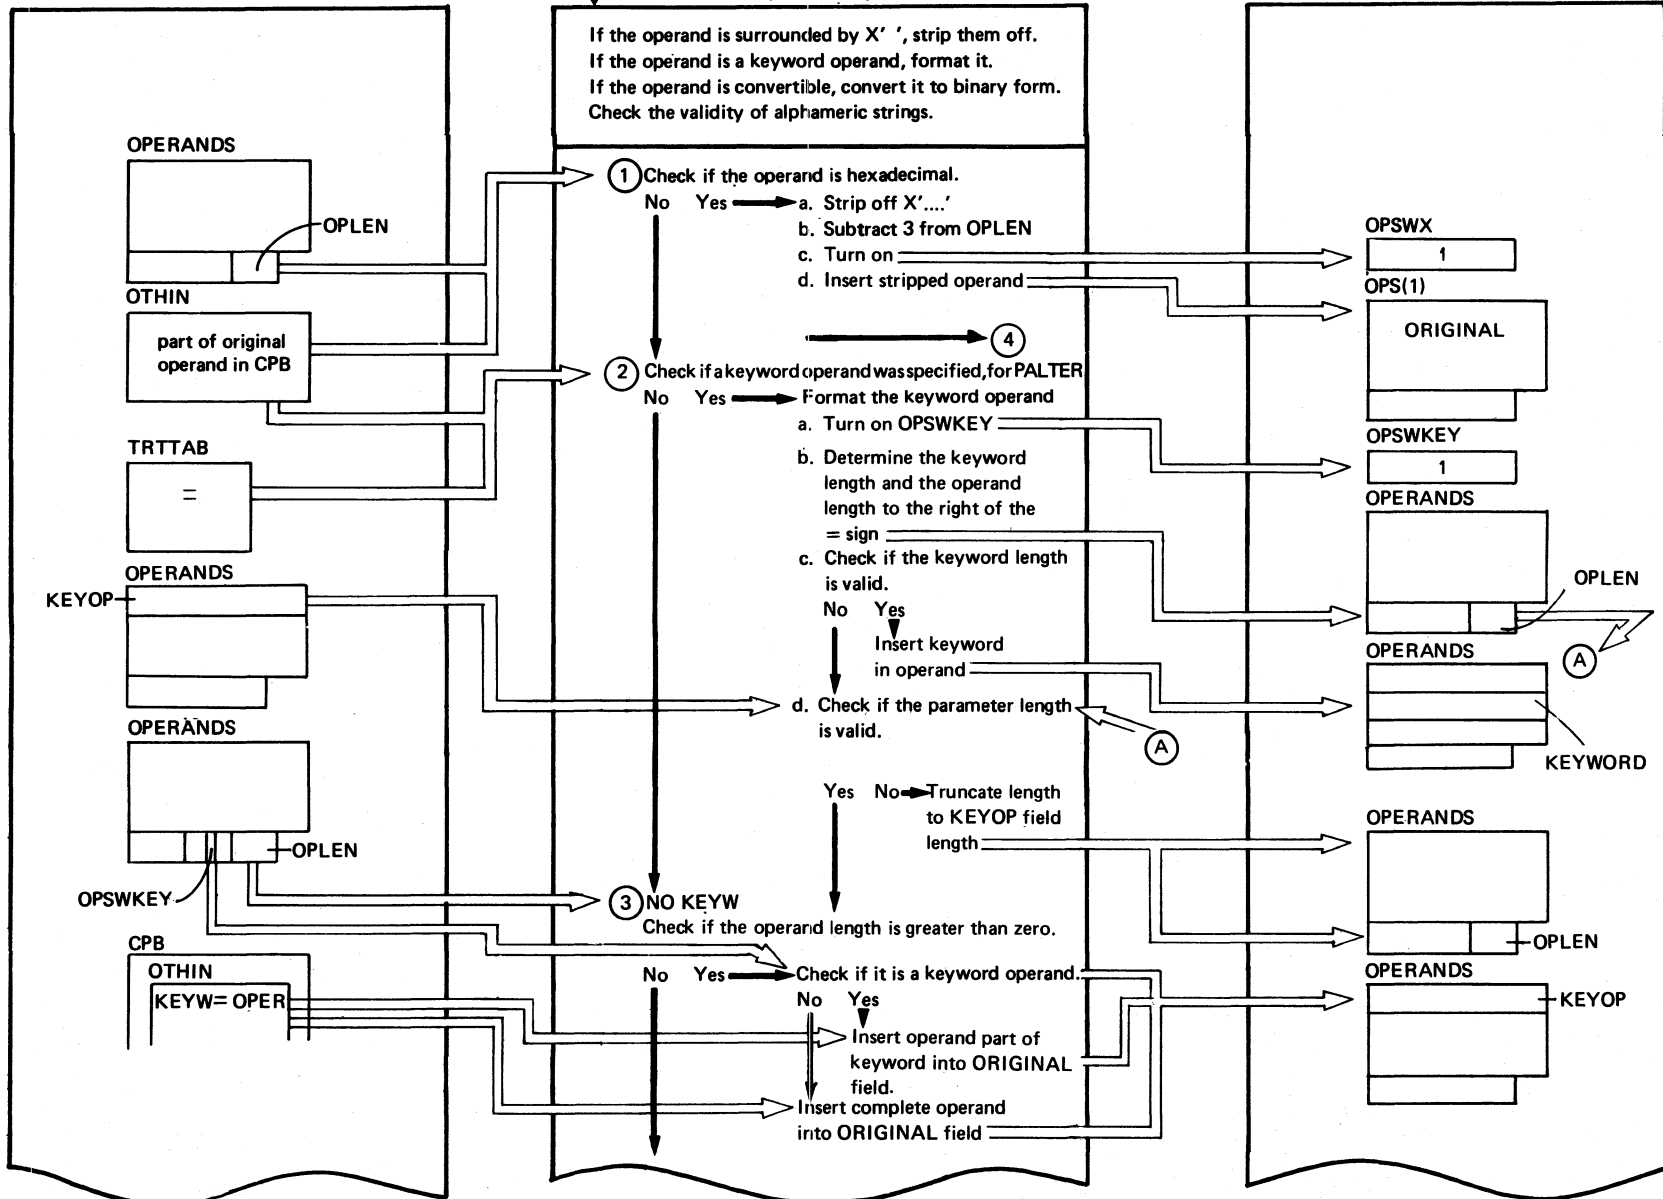 If the operand is surrounded by X' ', strip them off.
If the operand is a keyword operand, format it.
If the operand is convertible, convert it to binary form.
Check the validity of alphameric strings.
OPERANDS
OPLEN
OTHIN
part of original
operand in CPB
TRTTAB
=
OPERANDS
KEYOP
OPERANDS
OPLEN
OPSWKEY
CPB
OTHIN
KEYW= OPER
1 Check if the operand is hexadecimal.
No Yes a. Strip off X'....'
b. Subtract 3 from OPLEN
c. Turn on
d. Insert stripped operand
4
2 Check if a keyword operand was specified, for PALTER
No Yes Format the keyword operand
a. Turn on OPSWKEY
b. Determine the keyword
length and the operand
length to the right of the
= sign
c. Check if the keyword length
is valid.
No Yes
Insert keyword
in operand
d. Check if the parameter length
is valid.
A
Yes No Truncate length
to KEYOP field
length
3 NO KEYW
Check if the operand length is greater than zero.
No Yes Check if it is a keyword operand.
No Yes
Insert operand part of
keyword into ORIGINAL
field.
Insert complete operand
into ORIGINAL field
OPSWX
1
OPS(1)
ORIGINAL
OPSWKEY
1
OPERANDS
OPLEN
A
OPERANDS
KEYWORD
OPERANDS
OPLEN
OPERANDS
KEYOP